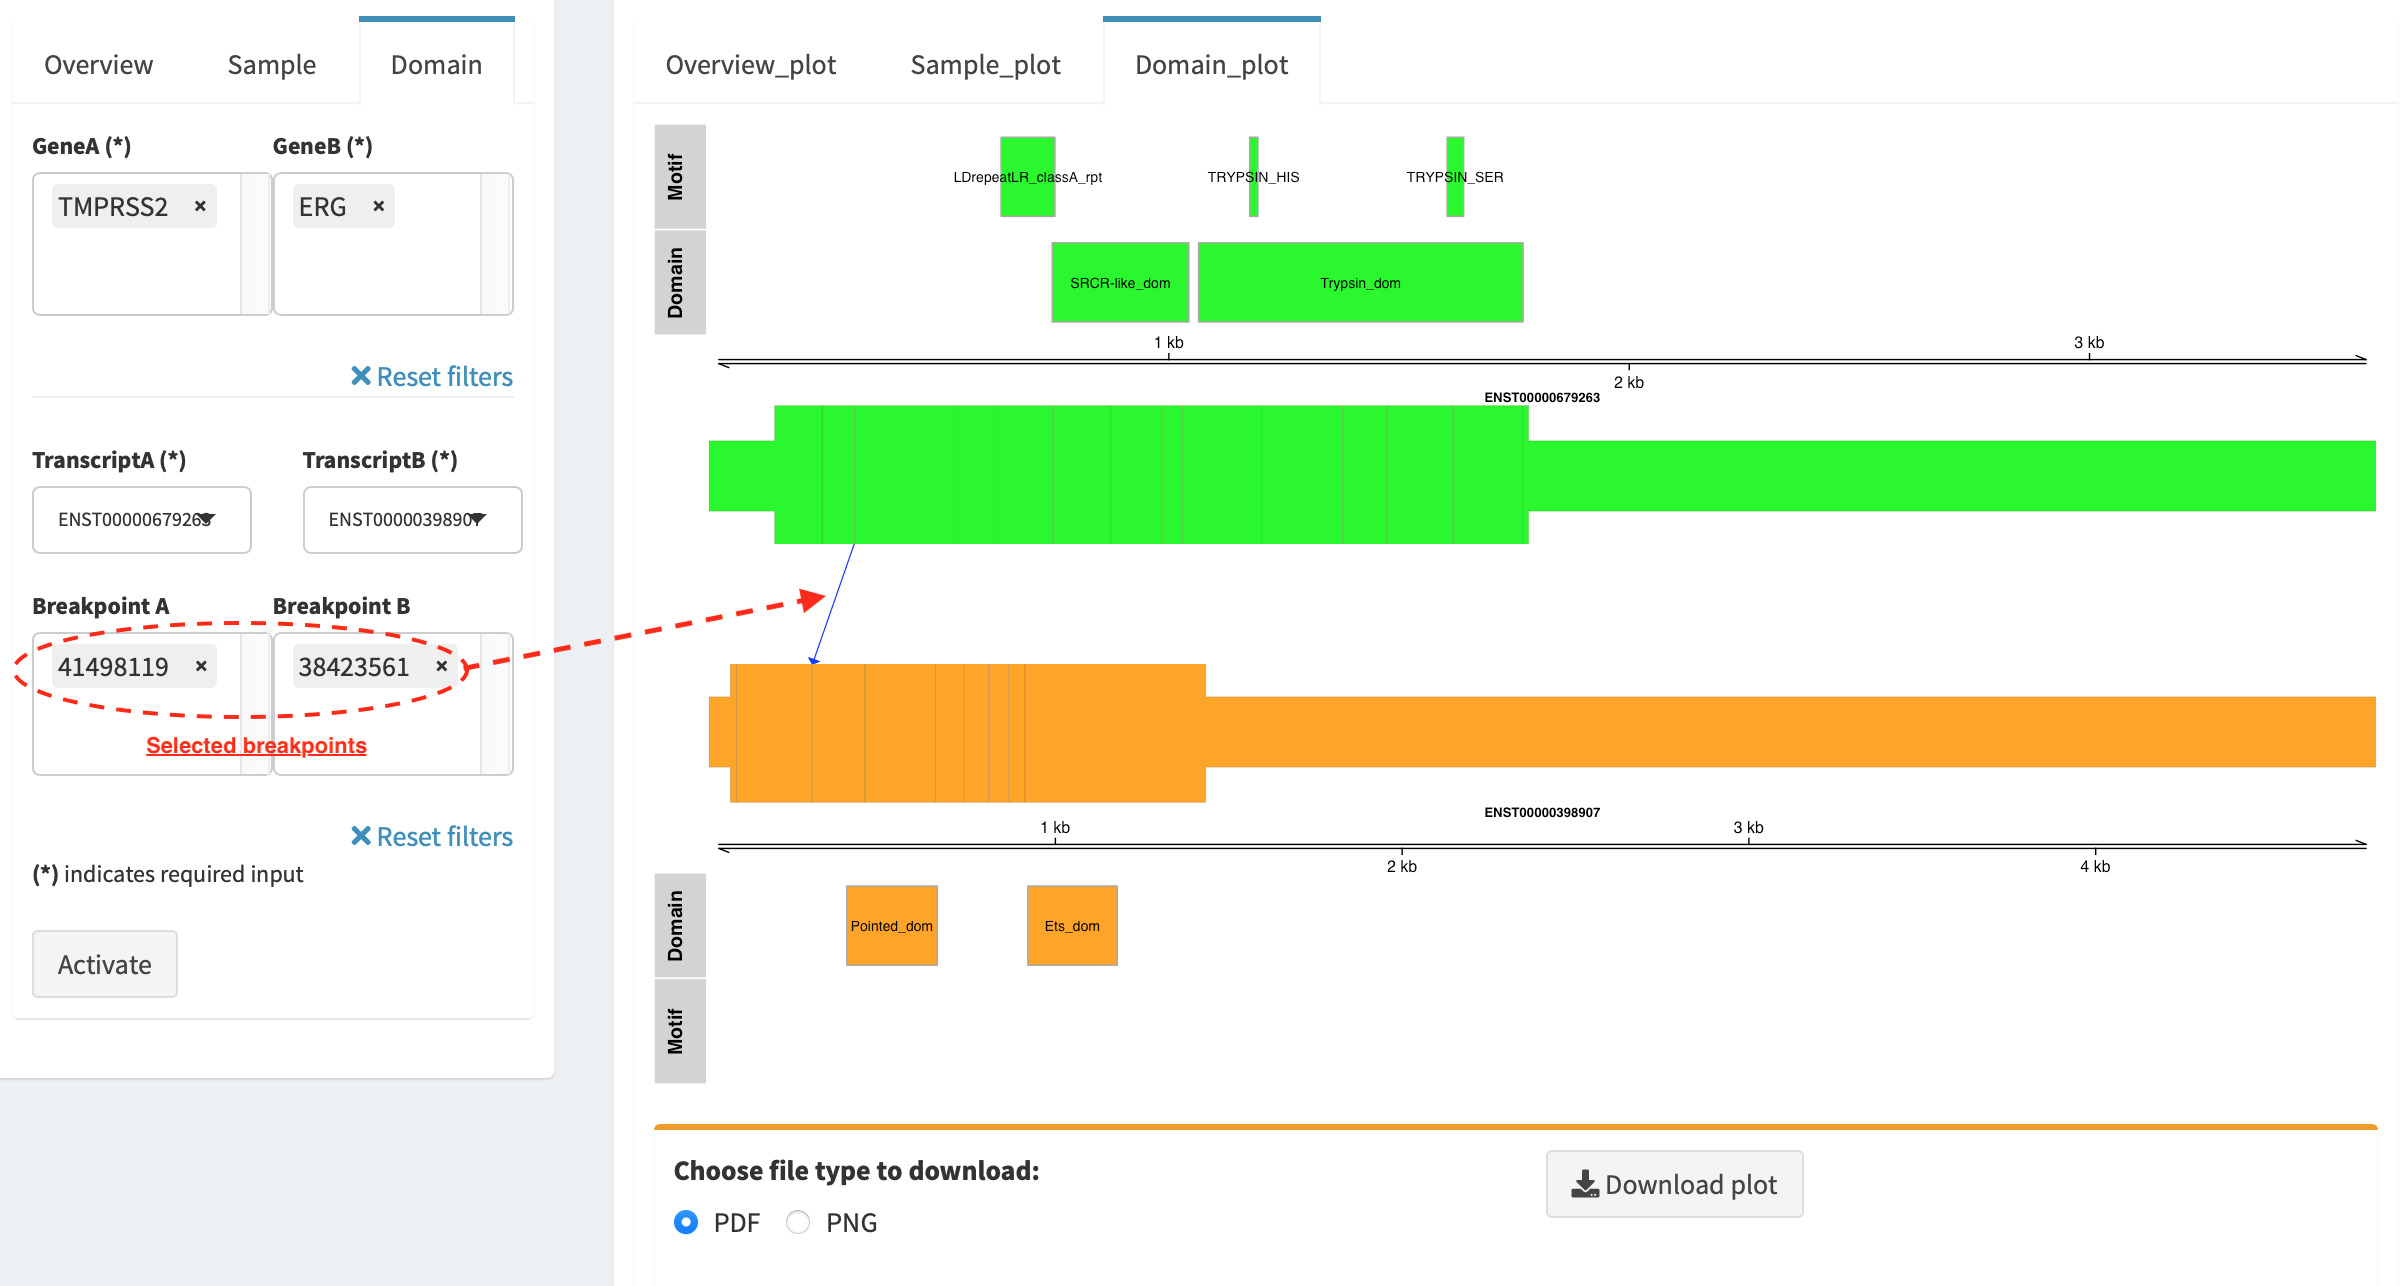 Overview Sample Domain
GeneA (*) GeneB (*)
TMPRSS2 × ERG ×
Reset filters
TranscriptA (*) TranscriptB (*)
ENST00000679263 ENST00000398907
Breakpoint A Breakpoint B
41498119 × 38423561 ×
Selected breakpoints
Reset filters
(*) indicates required input
Activate
Overview_plot Sample_plot Domain_plot
Motif
LDrepeatLR_classA_rpt TRYPSIN_HIS TRYPSIN_SER
Domain
SRCR-like_dom Trypsin_dom
1 kb 3 kb
2 kb
ENST00000679263
ENST00000398907
1 kb 3 kb
2 kb 4 kb
Domain
Pointed_dom Ets_dom
Motif
Choose file type to download:
Download plot
PDF PNG